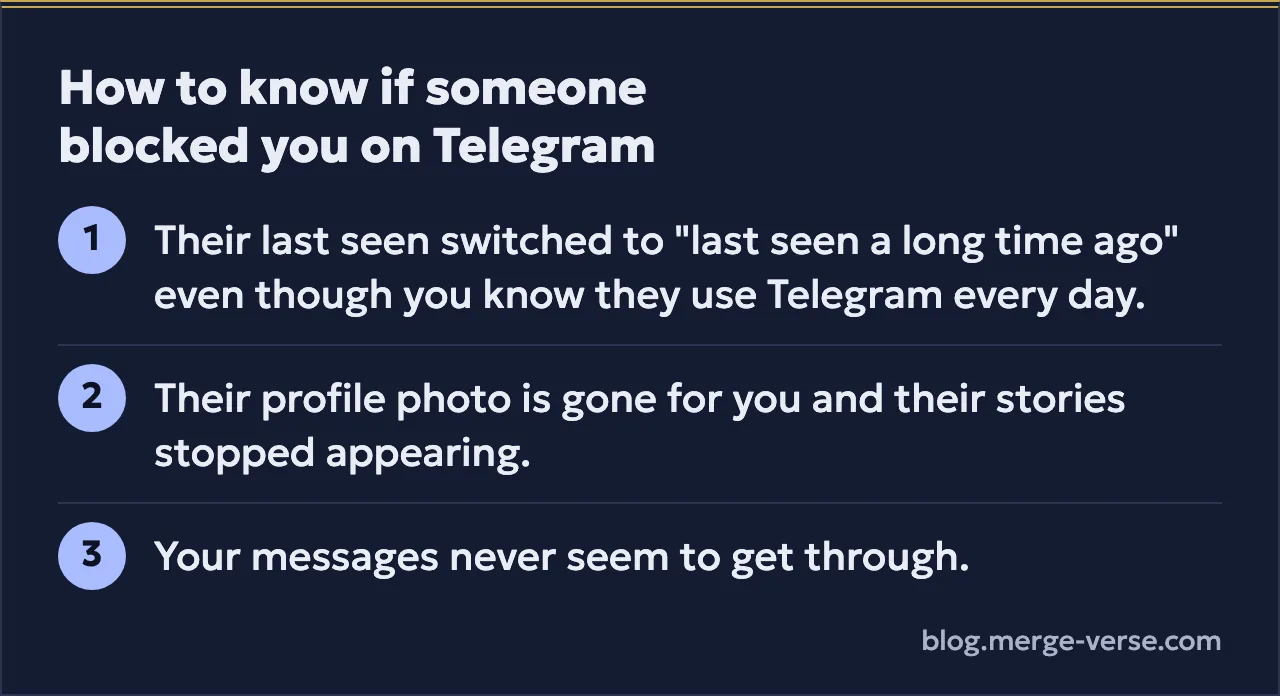 How to know if someone
blocked you on Telegram
1
Their last seen switched to "last seen a long time ago"
even though you know they use Telegram every day.
2
Their profile photo is gone for you and their stories
stopped appearing.
3
Your messages never seem to get through.
blog.merge-verse.com